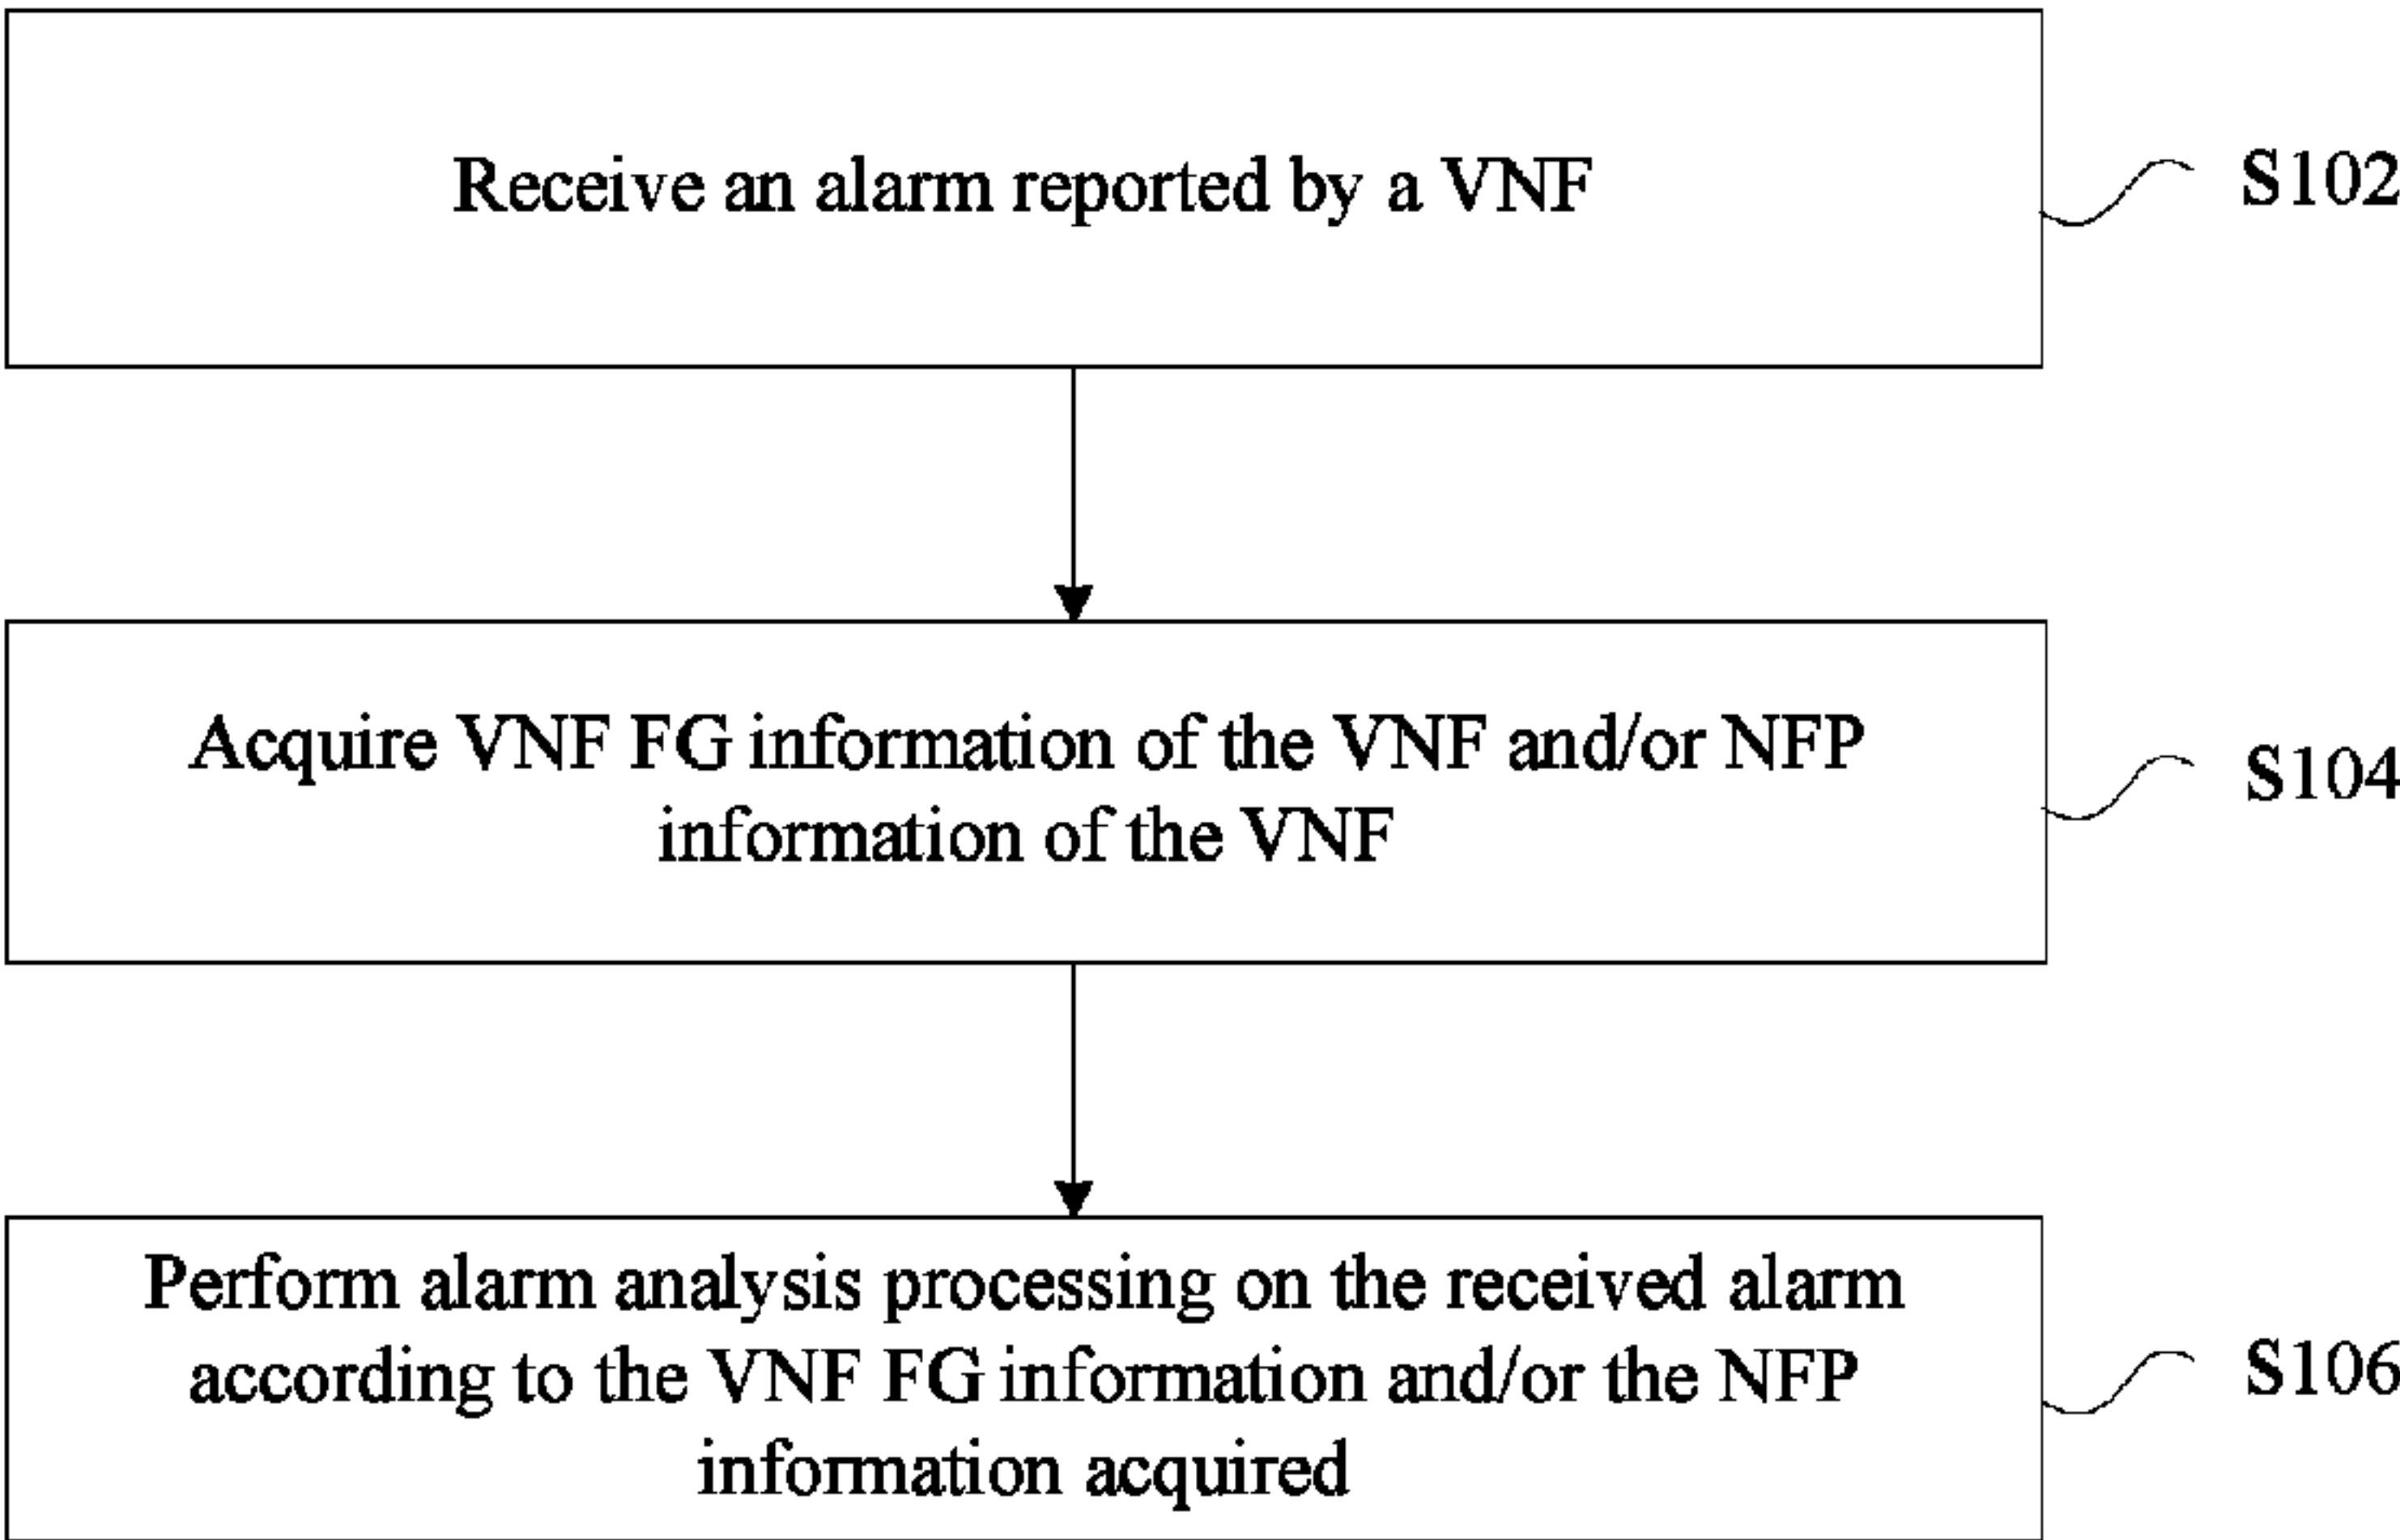 Receive an alarm reported by a VNF
S102
Acquire VNF FG information of the VNF and/or NFP
information of the VNF
S104
Perform alarm analysis processing on the received alarm
according to the VNF FG information and/or the NFP
information acquired
S106